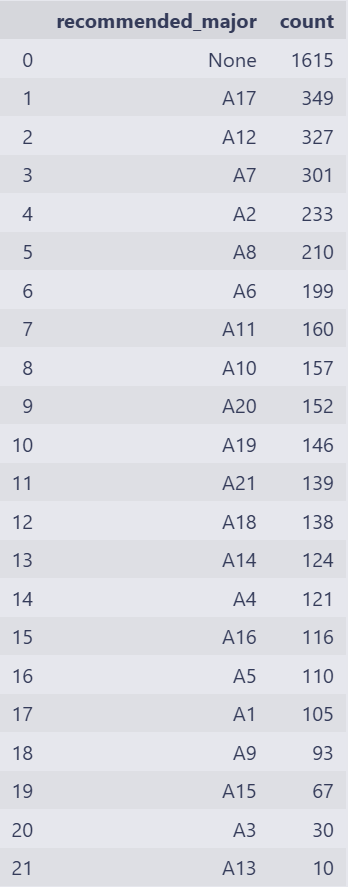 recommended_major count
0 None 1615
1 A17 349
2 A12 327
3 A7 301
4 A2 233
5 A8 210
6 A6 199
7 A11 160
8 A10 157
9 A20 152
10 A19 146
11 A21 139
12 A18 138
13 A14 124
14 A4 121
15 A16 116
16 A5 110
17 A1 105
18 A9 93
19 A15 67
20 A3 30
21 A13 10